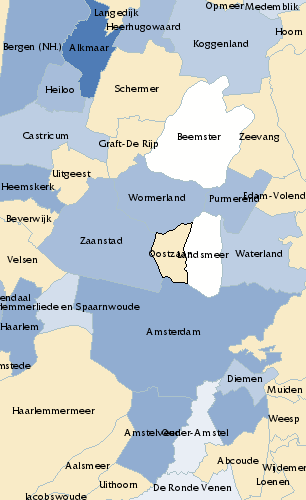 Langedijk
Opmeer
Medemblik
Heerhugowaard
Hoorn
Bergen (NH.)
Alkmaar
Koggenland
Heiloo
Schermer
Castricum
Graft-De Rijp
Beemster
Zeevang
Uitgeest
Heemskerk
Wormerland
Purmerend
Edam-Volend
Beverwijk
Zaanstad
Velsen
Oostzaan
Landsmeer
Waterland
endaal
lemmerliede en Spaarnwoude
Haarlem
Amsterdam
mstede
Diemen
Muiden
Haarlemmermeer
Weesp
Amstelveen
Ouder-Amstel
Aalsmeer
Abcoude
Wijdemer
Uithoorn
De Ronde Venen
Loenen
Jacobswoude